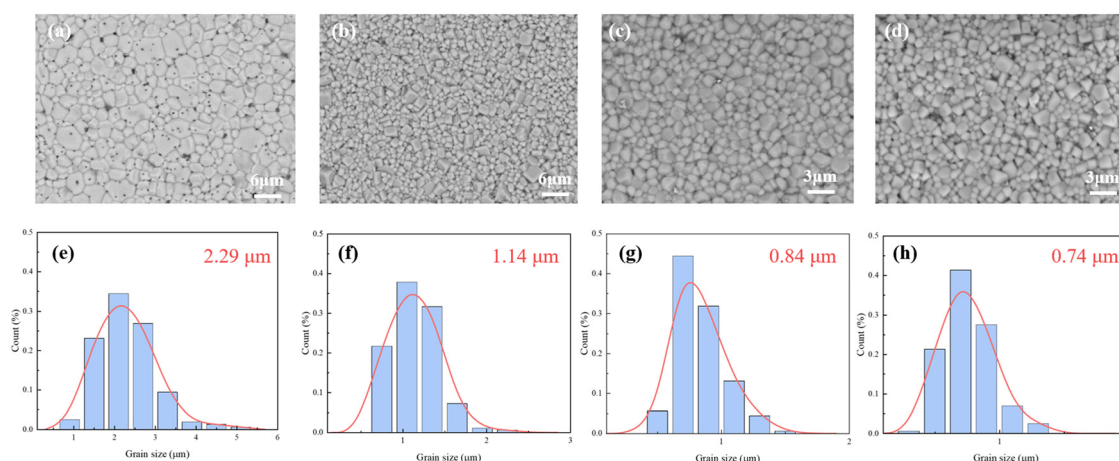 (a)
6μm
(b)
6μm
(c)
3μm
(d)
3μm
(e)
2.29 μm
Count (%)
0.5
0.4
0.3
0.2
0.1
0.0
1
2
3
4
5
6
Grain size (μm)
(f)
1.14 μm
Count (%)
0.5
0.4
0.3
0.2
0.1
0.0
1
2
3
Grain size (μm)
(g)
0.84 μm
Count (%)
0.5
0.4
0.3
0.2
0.1
0.0
1
2
Grain size (μm)
(h)
0.74 μm
Count (%)
0.5
0.4
0.3
0.2
0.1
0.0
1
Grain size (μm)